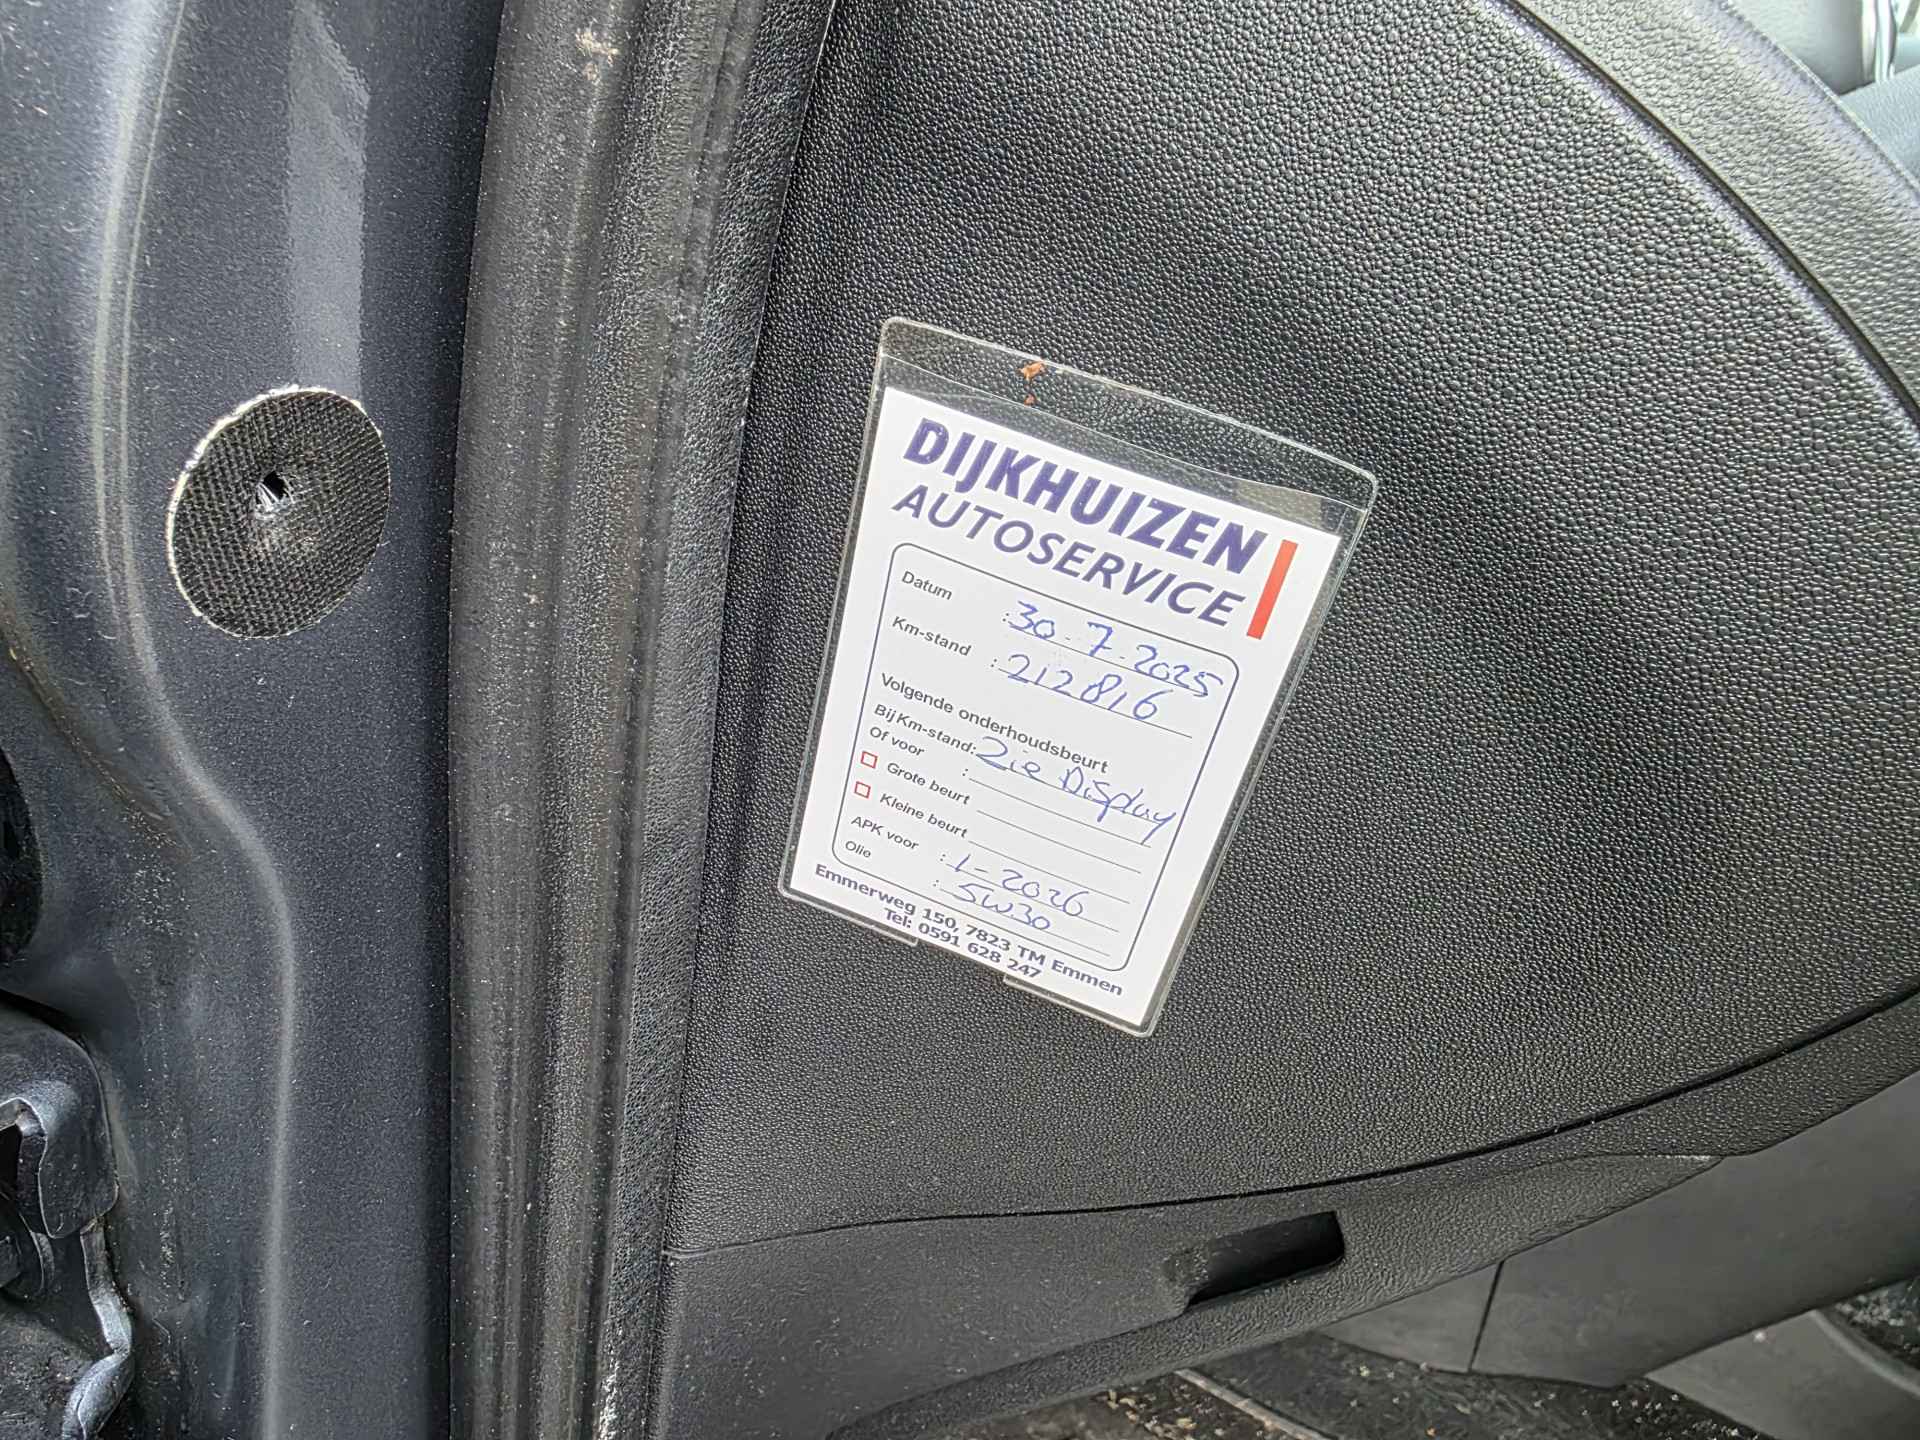 DIJKHUIZEN
AUTOSERVICE
Datum : 30-7-2025
Km-stand : 212816
Volgende onderhoudsbeurt
Bij Km-stand: Zie Display
Of voor :
Grote beurt
Kleine beurt
APK voor : 1-2026
Olie : 5W30
Emmerweg 150, 7823 TM Emmen
Tel: 0591 628 247